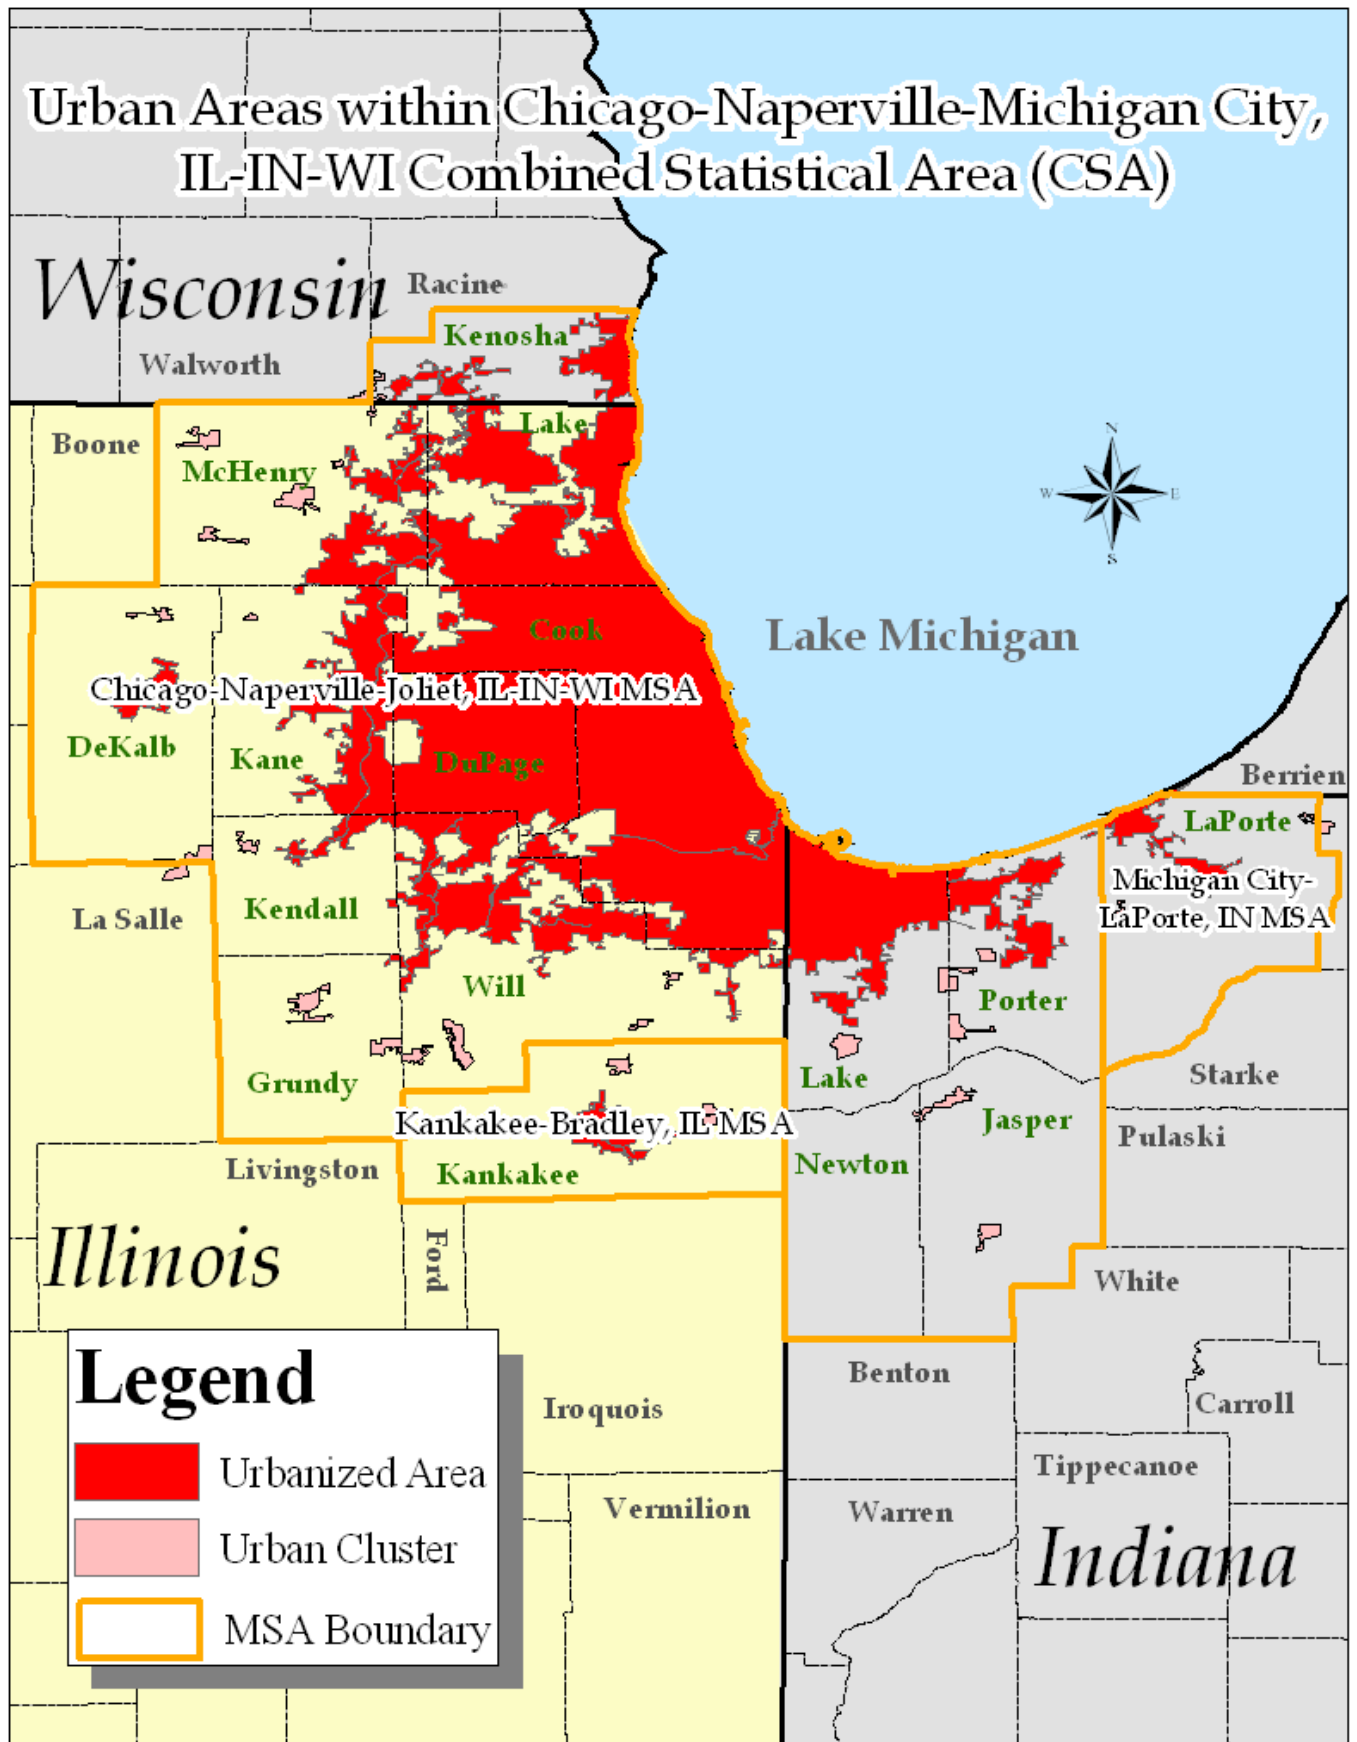 Urban Areas within Chicago-Naperville-Michigan City,
IL-IN-WI Combined Statistical Area (CSA)
Wisconsin
Racine
Kenosha
Walworth
Boone
Lake
McHenry
N
W E
S
Cook
Lake Michigan
Chicago-Naperville-Joliet, IL-IN-WI MSA
DeKalb
Kane
DuPage
Berrien
LaPorte
Michigan City-
LaPorte, IN MSA
La Salle
Kendall
Will
Porter
Grundy
Lake
Starke
Kankakee-Bradley, IL MSA
Jasper
Pulaski
Livingston
Kankakee
Newton
Illinois
Ford
White
Legend
Urbanized Area
Urban Cluster
MSA Boundary
Iroquois
Vermilion
Benton
Carroll
Tippecanoe
Warren
Indiana